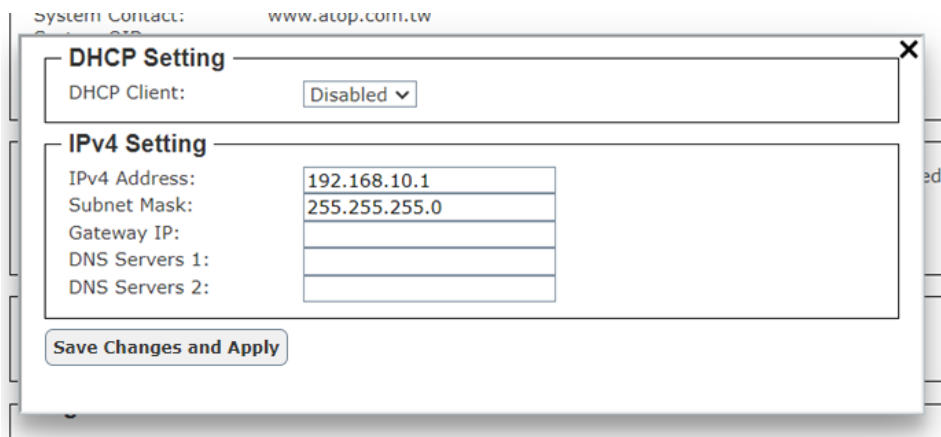 System Contact: www.atop.com.tw
DHCP Setting
DHCP Client: Disabled
IPv4 Setting
IPv4 Address: 192.168.10.1
Subnet Mask: 255.255.255.0
Gateway IP:
DNS Servers 1:
DNS Servers 2:
Save Changes and Apply